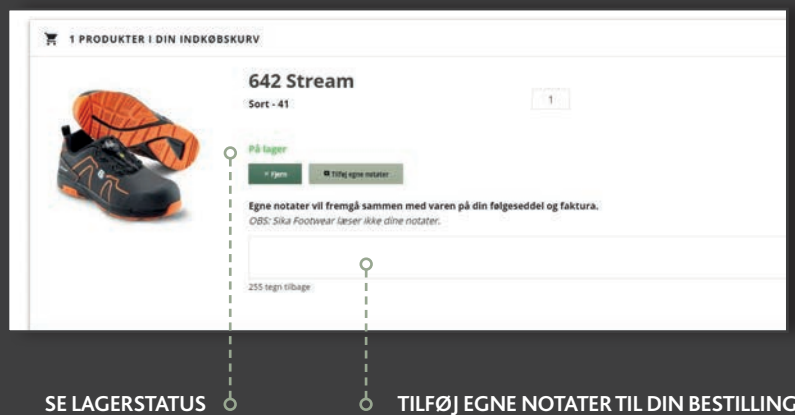 1 PRODUKTER I DIN INDKØBSKURV
642 Stream
Sort - 41
1
På lager
× Fjern
Tilføj egne notater
Egne notater vil fremgå sammen med varen på din følgeseddel og faktura.
OBS: Sika Footwear læser ikke dine notater.
255 tegn tilbage
SE LAGERSTATUS
TILFØJ EGNE NOTATER TIL DIN BESTILLING